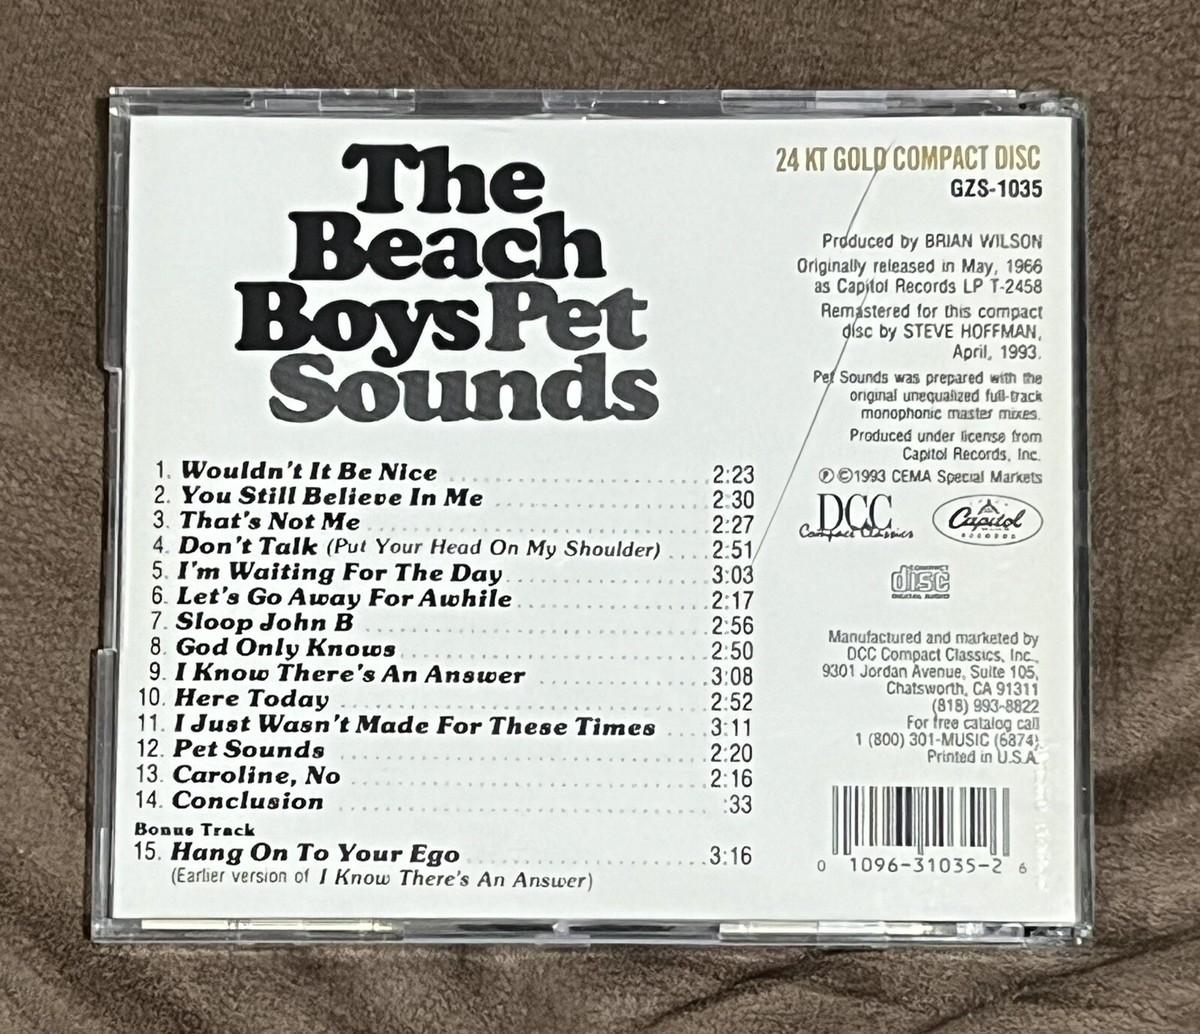 The
Beach
Boys Pet
Sounds
1. Wouldn't It Be Nice 2:23
2. You Still Believe In Me 2:30
3. That's Not Me 2:27
4. Don't Talk (Put Your Head On My Shoulder) 2:51
5. I'm Waiting For The Day 3:03
6. Let's Go Away For Awhile 2:17
7. Sloop John B 2:56
8. God Only Knows 2:50
9. I Know There's An Answer 3:08
10. Here Today 2:52
11. I Just Wasn't Made For These Times 3:11
12. Pet Sounds 2:20
13. Caroline, No 2:16
14. Conclusion :33
Bonus Track
15. Hang On To Your Ego 3:16
(Earlier version of I Know There's An Answer)
24 KT GOLD COMPACT DISC
GZS-1035
Produced by BRIAN WILSON
Originally released in May, 1966
as Capitol Records LP T-2458
Remastered for this compact
disc by STEVE HOFFMAN,
April, 1993.
Pet Sounds was prepared with the
original unequalized full-track
monophonic master mixes.
Produced under license from
Capitol Records, Inc.
℗©1993 CEMA Special Markets
DCC
Compact Classics
Capitol
RECORDS
COMPACT
disc
DIGITAL AUDIO
Manufactured and marketed by
DCC Compact Classics, Inc.,
9301 Jordan Avenue, Suite 105,
Chatsworth, CA 91311
(818) 993-8822
For free catalog call
1 (800) 301-MUSIC (6874)
Printed in U.S.A.
0 1096-31035-2 6